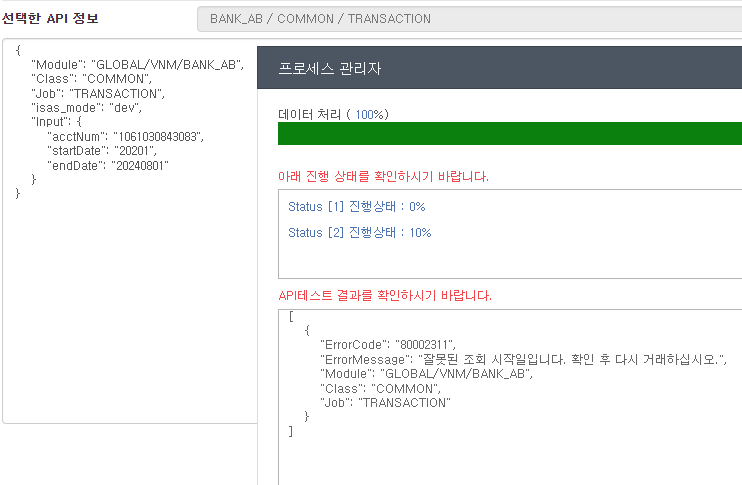 선택한 API 정보
BANK_AB / COMMON / TRANSACTION
{
"Module": "GLOBAL/VNM/BANK_AB",
"Class": "COMMON",
"Job": "TRANSACTION",
"isas_mode": "dev",
"Input": {
"acctNum": "1061030843083",
"startDate": "20201",
"endDate": "20240801"
}
}
프로세스 관리자
데이터 처리 ( 100%)
아래 진행 상태를 확인하시기 바랍니다.
Status [1] 진행상태 : 0%
Status [2] 진행상태 : 10%
API테스트 결과를 확인하시기 바랍니다.
[
{
"ErrorCode": "80002311",
"ErrorMessage": "잘못된 조회 시작일입니다. 확인 후 다시 거래하십시오.",
"Module": "GLOBAL/VNM/BANK_AB",
"Class": "COMMON",
"Job": "TRANSACTION"
}
]